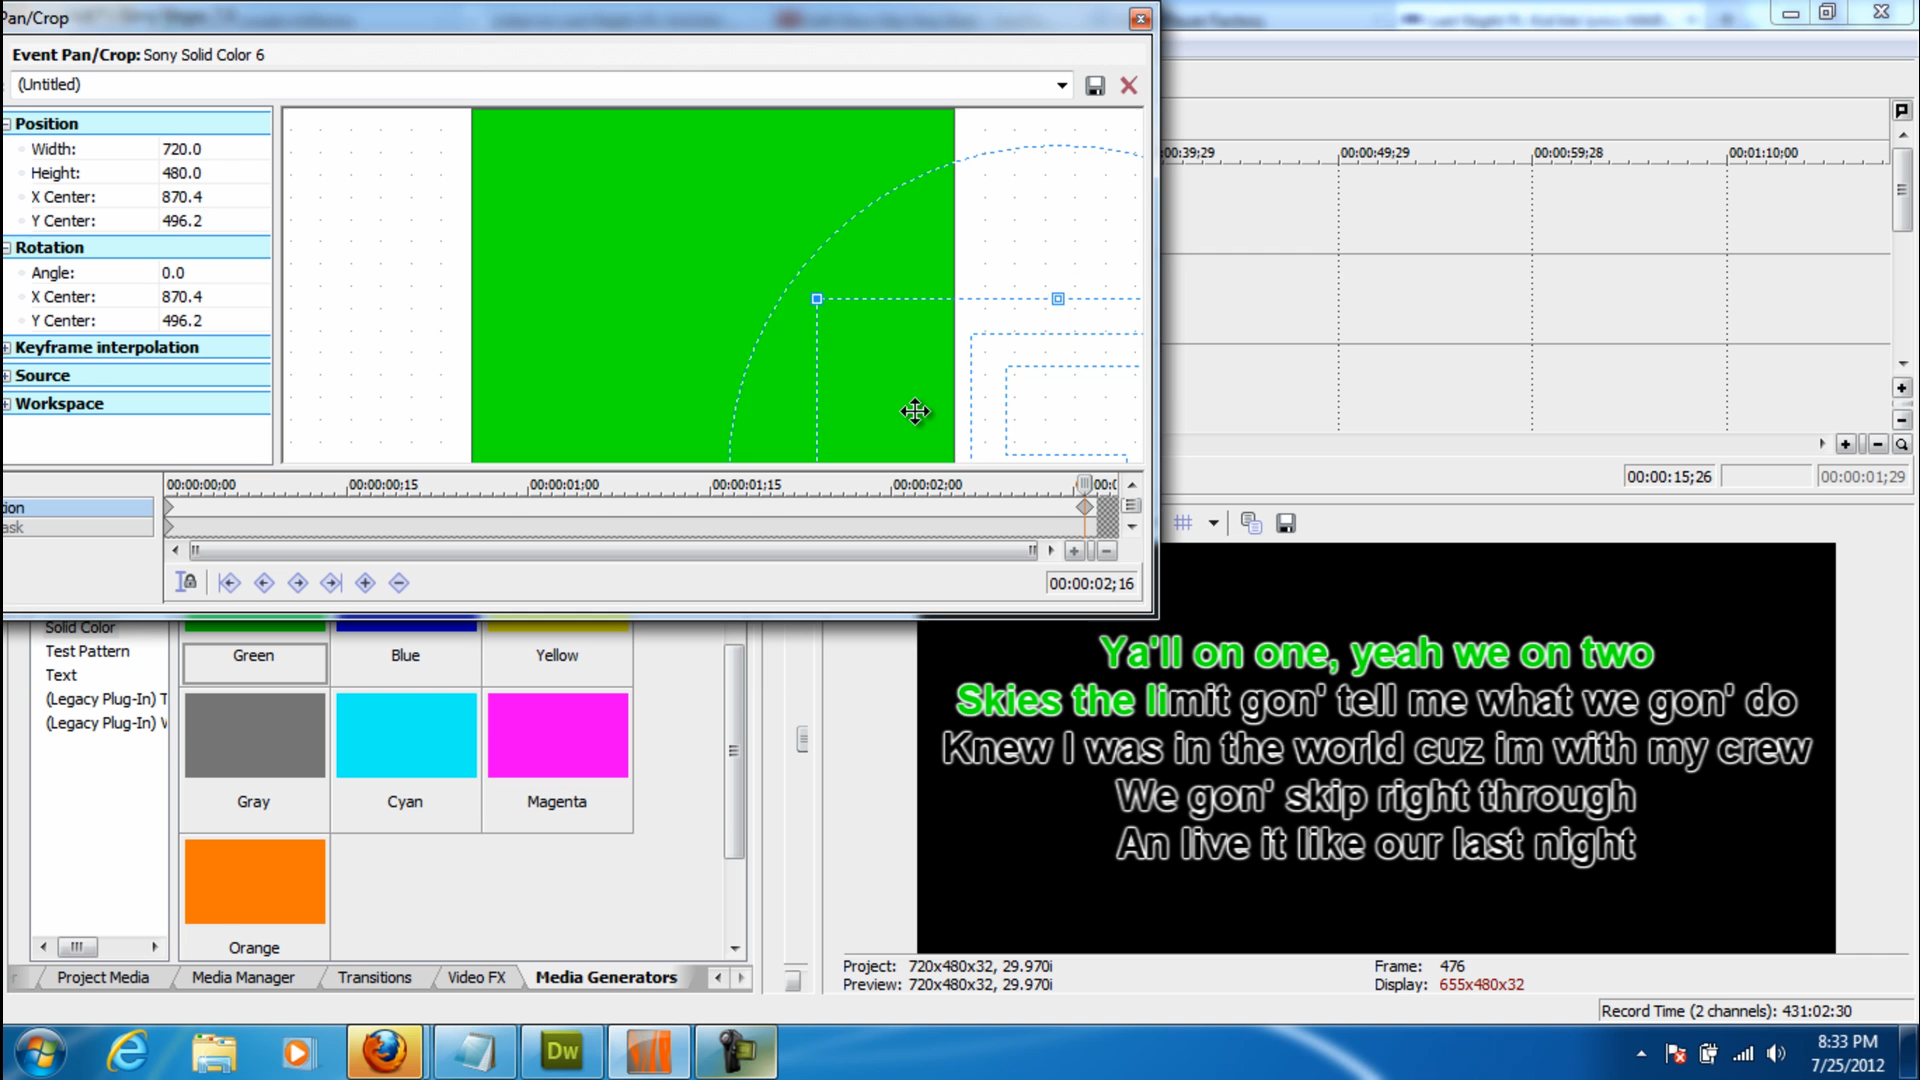 Pan/Crop
Event Pan/Crop: Sony Solid Color 6
(Untitled)
Position
Width: 720.0
Height: 480.0
X Center: 870.4
Y Center: 496.2
Rotation
Angle: 0.0
X Center: 870.4
Y Center: 496.2
Keyframe interpolation
Source
Workspace
00:00:00;00 00:00:00;15 00:00:01;00 00:00:01;15 00:00:02;00 00:0
tion
ask
00:00:02;16
:00:39;29 00:00:49;29 00:00:59;28 00:01:10;00
00:00:15;26 00:00:01;29
Solid Color
Test Pattern
Text
(Legacy Plug-In) T
(Legacy Plug-In) V
Green Blue Yellow
Gray Cyan Magenta
Orange
Project Media Media Manager Transitions Video FX Media Generators
Ya'll on one, yeah we on two
Skies the limit gon' tell me what we gon' do
Knew I was in the world cuz im with my crew
We gon' skip right through
An live it like our last night
Project: 720x480x32, 29.970i
Preview: 720x480x32, 29.970i
Frame: 476
Display: 655x480x32
Record Time (2 channels): 431:02:30
Dw
8:33 PM
7/25/2012